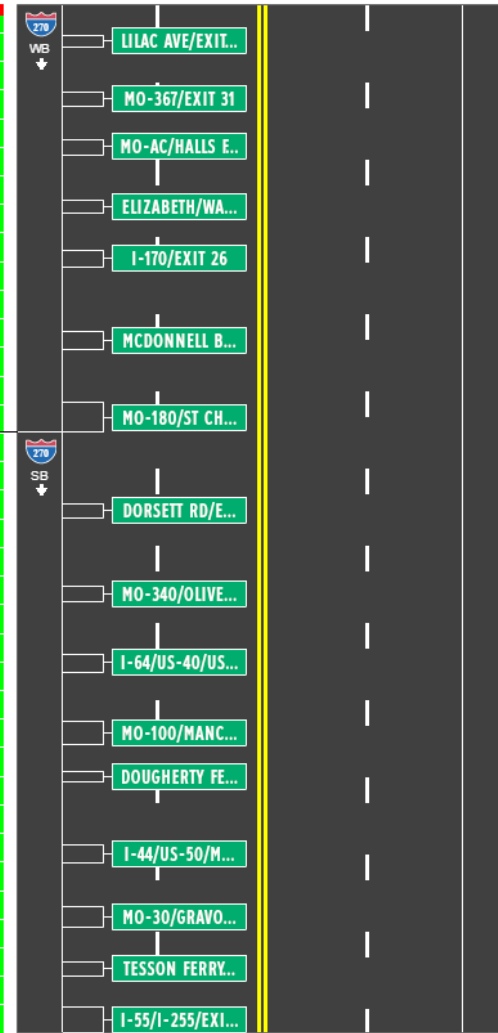 270
WB
LILAC AVE/EXIT...
MO-367/EXIT 31
MO-AC/HALLS E..
ELIZABETH/WA...
I-170/EXIT 26
MCDONNELL B...
MO-180/ST CH...
270
SB
DORSETT RD/E...
MO-340/OLIVE...
I-64/US-40/US...
MO-100/MANC...
DOUGHERTY FE...
I-44/US-50/M...
MO-30/GRAVO...
TESSON FERRY...
I-55/I-255/EXI...